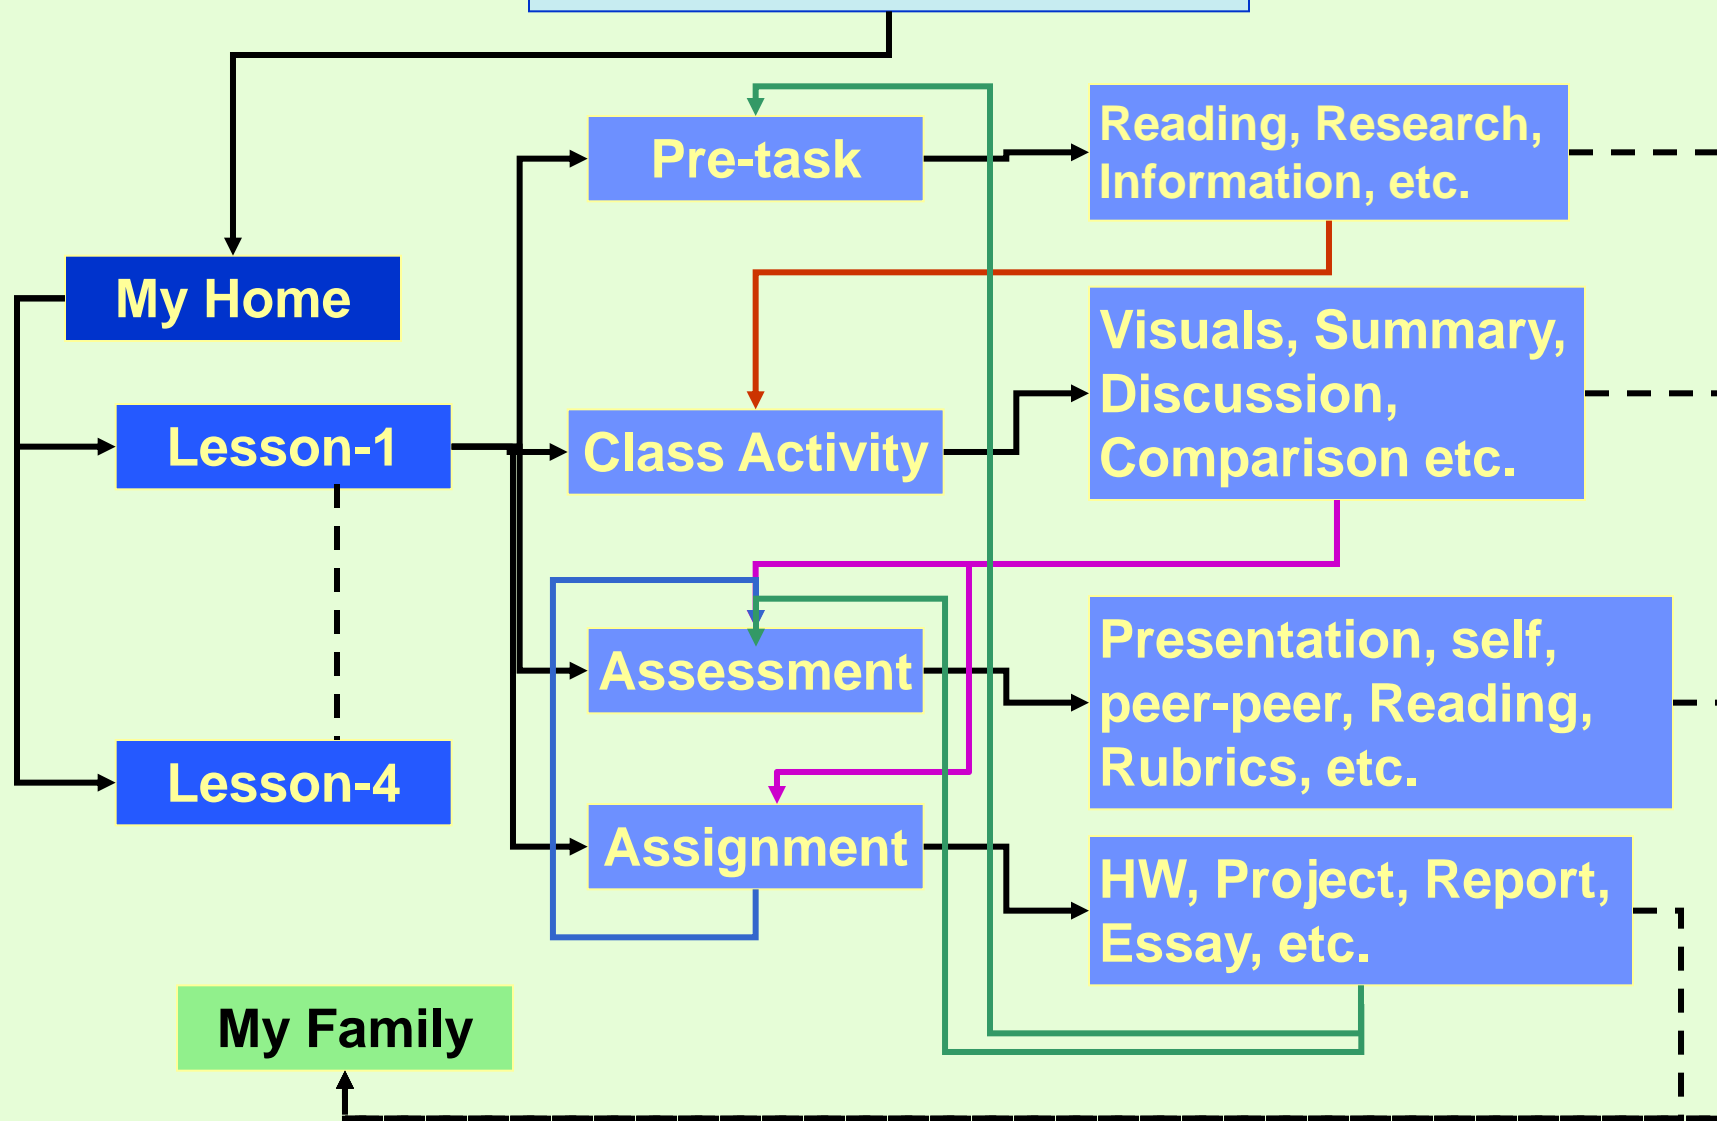 Pre-task
Reading, Research,
Information, etc.
My Home
Visuals, Summary,
Discussion,
Comparison etc.
Lesson-1
Class Activity
Assessment
Presentation, self,
peer-peer, Reading,
Rubrics, etc.
Lesson-4
Assignment
HW, Project, Report,
Essay, etc.
My Family